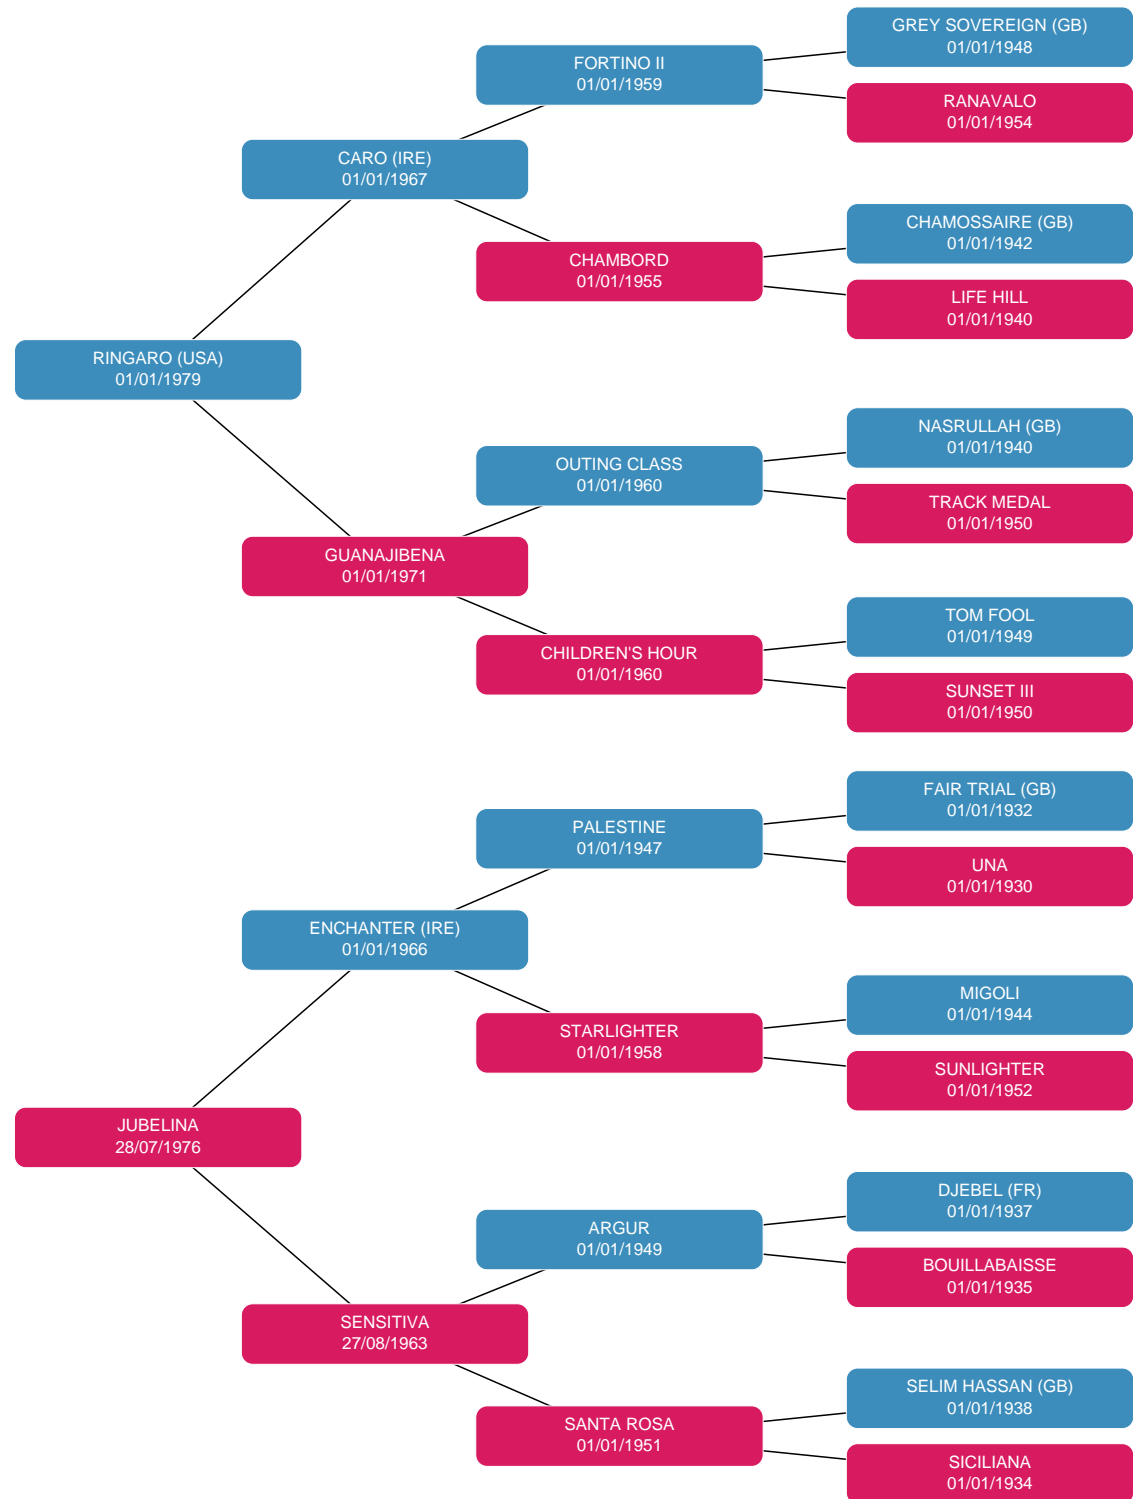 GREY SOVEREIGN (GB)
01/01/1948
FORTINO II
01/01/1959
RANAVALO
01/01/1954
CARO (IRE)
01/01/1967
CHAMOSSAIRE (GB)
01/01/1942
CHAMBORD
01/01/1955
LIFE HILL
01/01/1940
RINGARO (USA)
01/01/1979
NASRULLAH (GB)
01/01/1940
OUTING CLASS
01/01/1960
TRACK MEDAL
01/01/1950
GUANAJIBENA
01/01/1971
TOM FOOL
01/01/1949
CHILDREN'S HOUR
01/01/1960
SUNSET III
01/01/1950
FAIR TRIAL (GB)
01/01/1932
PALESTINE
01/01/1947
UNA
01/01/1930
ENCHANTER (IRE)
01/01/1966
MIGOLI
01/01/1944
STARLIGHTER
01/01/1958
SUNLIGHTER
01/01/1952
JUBELINA
28/07/1976
DJEBEL (FR)
01/01/1937
ARGUR
01/01/1949
BOUILLABAISSE
01/01/1935
SENSITIVA
27/08/1963
SELIM HASSAN (GB)
01/01/1938
SANTA ROSA
01/01/1951
SICILIANA
01/01/1934